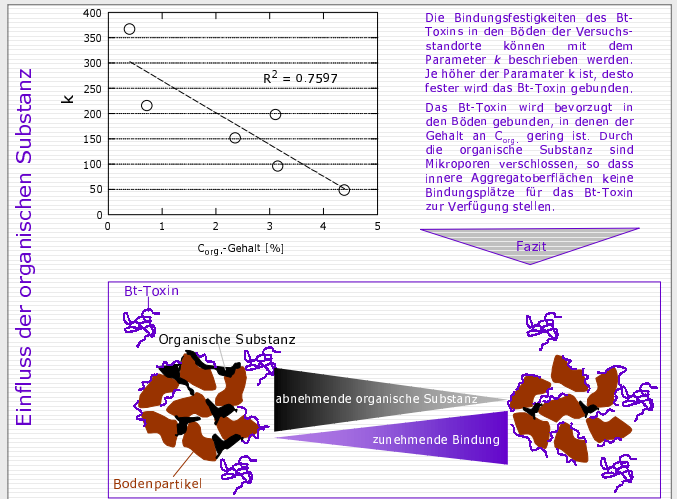 Einfluss der organischen Substanz
400
350
300
250
200
150
100
50
0
k
R² = 0.7597
0 1 2 3 4 5
Corg.-Gehalt [%]
Die Bindungsfestigkeiten des Bt-
Toxins in den Böden der Versuchs-
standorte können mit dem
Parameter k beschrieben werden.
Je höher der Paramater k ist, desto
fester wird das Bt-Toxin gebunden.
Das Bt-Toxin wird bevorzugt in
den Böden gebunden, in denen der
Gehalt an Corg. gering ist. Durch
die organische Substanz sind
Mikroporen verschlossen, so dass
innere Aggregatoberflächen keine
Bindungsplätze für das Bt-Toxin
zur Verfügung stellen.
Fazit
Bt-Toxin
Organische Substanz
abnehmende organische Substanz
zunehmende Bindung
Bodenpartikel